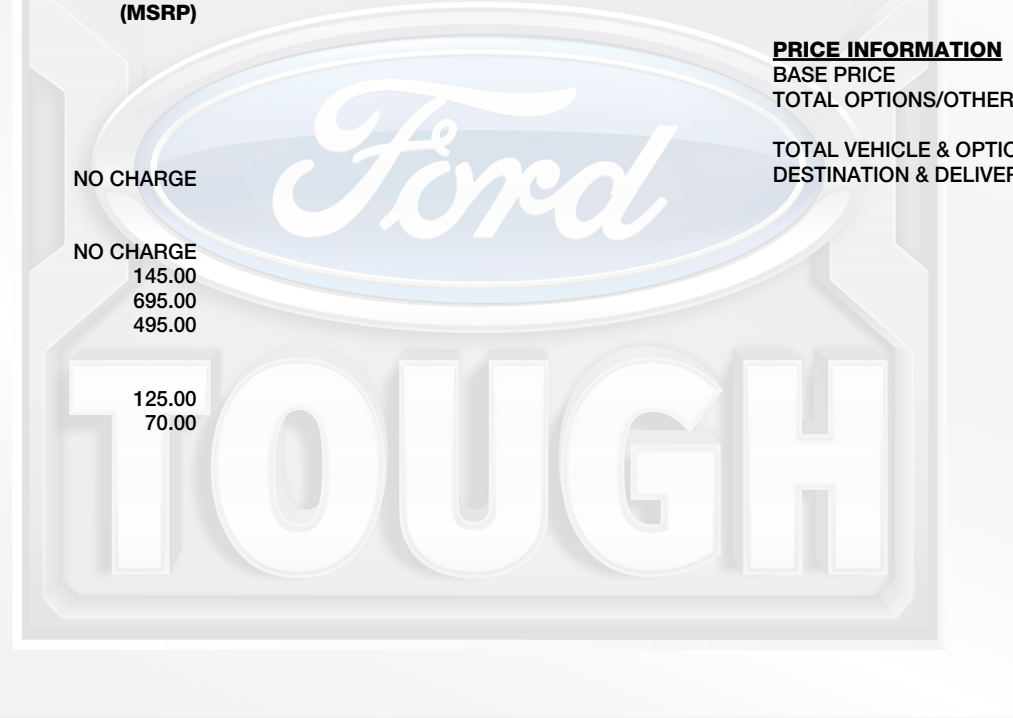 (MSRP)
NO CHARGE
NO CHARGE
145.00
695.00
495.00
125.00
70.00
PRICE INFORMATION
BASE PRICE
TOTAL OPTIONS/OTHER
TOTAL VEHICLE & OPTIO
DESTINATION & DELIVER
Ford
TOUGH